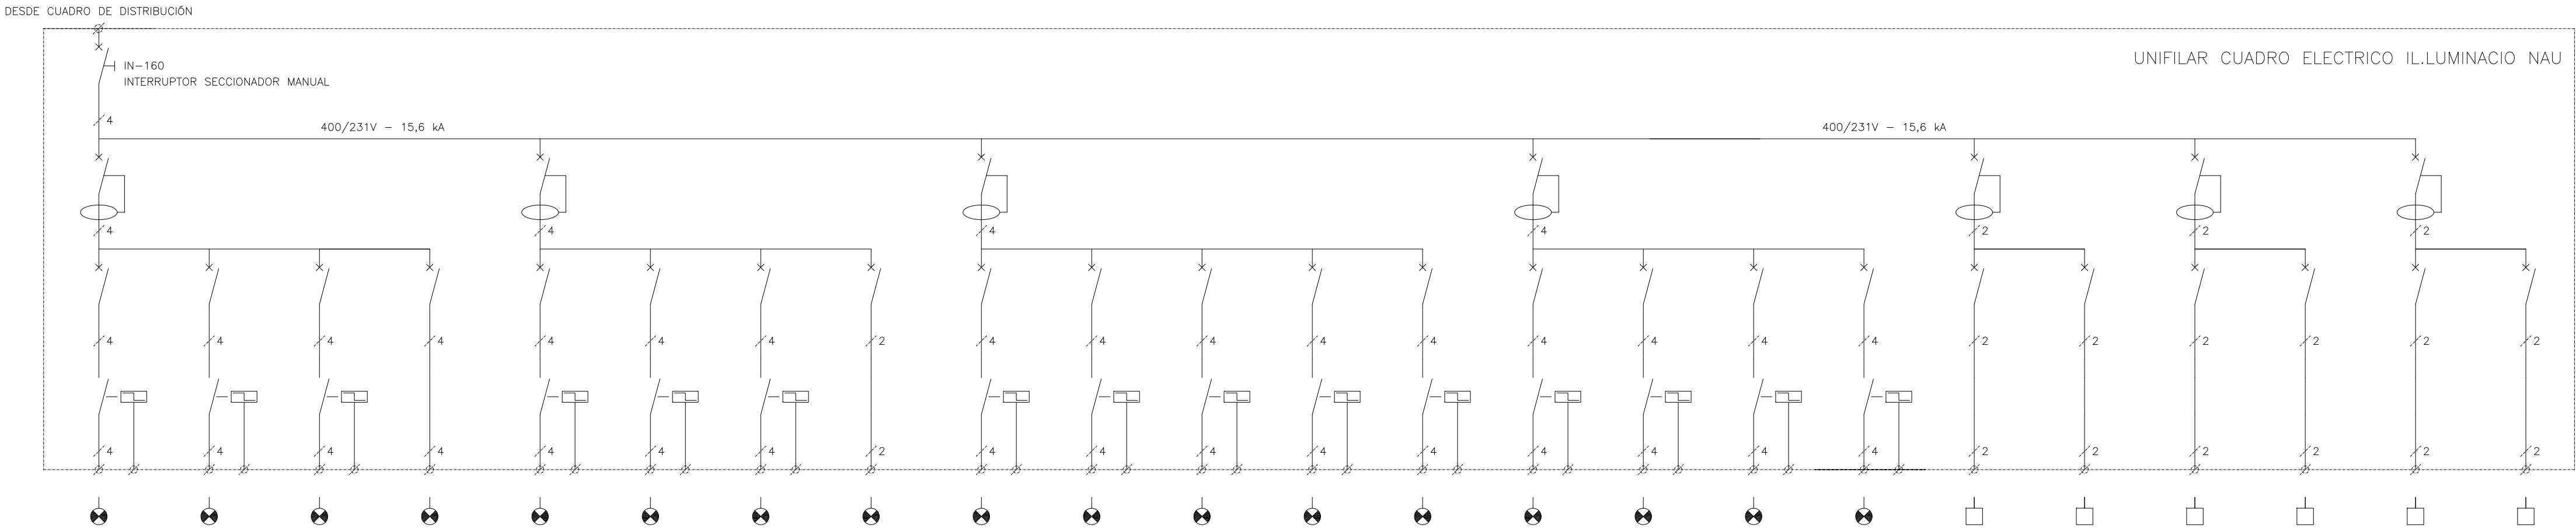 DESDE CUADRO DE DISTRIBUCIÓN
UNIFILAR CUADRO ELECTRICO IL.LUMINACIO NAU
IN-160
INTERRUPTOR SECCIONADOR MANUAL
4
400/231V - 15,6 kA 400/231V - 15,6 kA
4 4 4 4 2 2 2
4 4 4 4 4 4 4 2 4 4 4 4 4 4 4 4 4 2 2 2 2 2 2
4 4 4 4 4 4 4 2 4 4 4 4 4 4 4 4 4 2 2 2 2 2 2